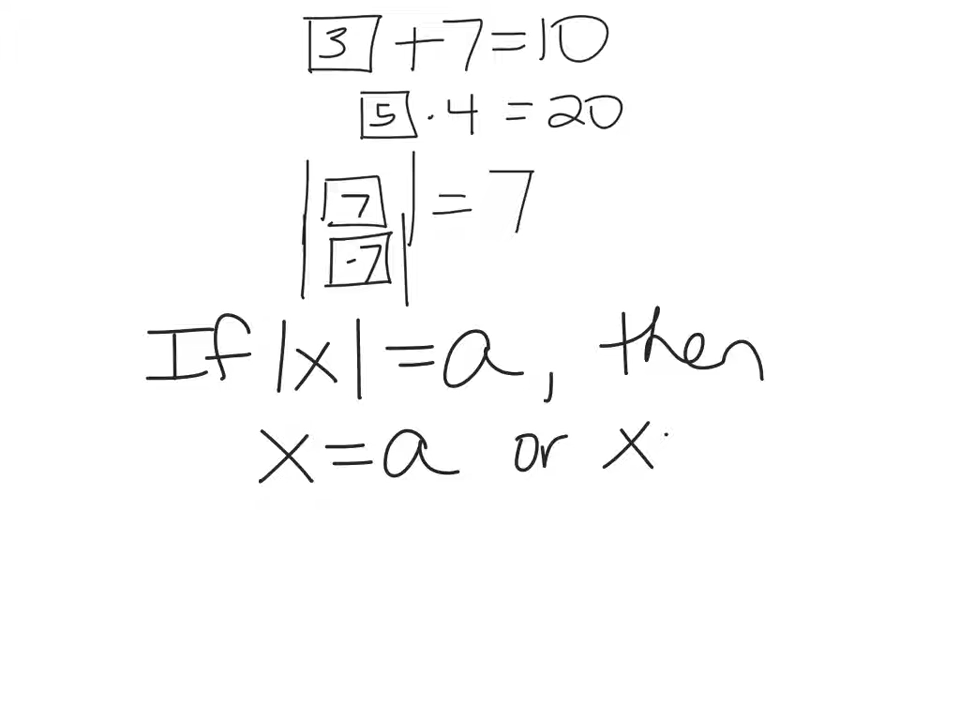 3 + 7 = 10
5 · 4 = 20
|7| = 7
|-7|
If |x| = a, then
x = a or x